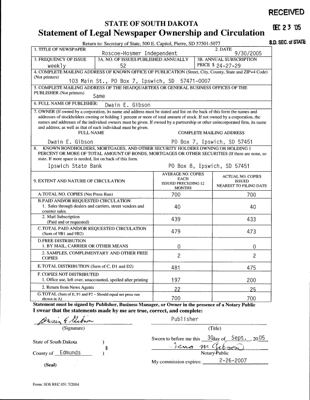 RECEIVED
DEC 23 '05
S.D. SEC. of STATE
STATE OF SOUTH DAKOTA
Statement of Legal Newspaper Ownership and Circulation
Return to: Secretary of State, 500 E. Capitol, Pierre, SD 57501-5077
1. TITLE OF NEWSPAPER
Roscoe-Hosmer Independent
2. DATE
9/30/2005
3. FREQUENCY OF ISSUE
weekly
3A. NO. OF ISSUES PUBLISHED ANNUALLY
52
3B. ANNUAL SUBSCRIPTION
PRICE $ 24-27-29
4. COMPLETE MAILING ADDRESS OF KNOWN OFFICE OF PUBLICATION (Street, City, County, State and ZIP+4 Code)
(Not printers)
103 Main St., PO Box 7, Ipswich, SD 57471-0007
5. COMPLETE MAILING ADDRESS OF THE HEADQUARTERS OR GENERAL BUSINESS OFFICES OF THE
PUBLISHER (Not printers)
Same
6. FULL NAME OF PUBLISHER:
Dwain E. Gibson
7. OWNER (If owned by a corporation, its name and address must be stated and list on the back of this form the names and
addresses of stockholders owning or holding 1 percent or more of total amount of stock. If not owned by a corporation, the
names and addresses of the individual owners must be given. If owned by a partnership or other unincorporated firm, its name
and address, as well as that of each individual must be given.
FULL NAME
COMPLETE MAILING ADDRESS
Dwain E. Gibson
PO Box 7, Ipswich, SD 57451
8. KNOWN BONDHOLDERS, MORTGAGES, AND OTHER SECURITY HOLDERS OWNING OR HOLDING 1
PERCENT OR MORE OF TOTAL AMOUNT OF BONDS, MORTGAGES OR OTHER SECURITIES (If there are none, so
state. If more space is needed, list on back of this form.
Ipswich State Bank
PO Box 8, Ipswich, SD 57451
9. EXTENT AND NATURE OF CIRCULATION
AVERAGE NO. COPIES
EACH
ISSUED PRECEDING 12
MONTHS
ACTUAL NO. COPIES
ISSUED
NEAREST TO FILING DATE
A. TOTAL NO. COPIES (Net Press Run)
700
700
B. PAID AND/OR REQUESTED CIRCULATION
1. Sales through dealers and carriers, street vendors and
counter sales.
40
40
2. Mail Subscription
(Paid and/or requested)
439
433
C. TOTAL PAID AND/OR REQUESTED CIRCULATION
(Sum of 9B1 and 9B2)
479
473
D. FREE DISTRIBUTION
1. BY MAIL, CARRIER OR OTHER MEANS
0
0
2. SAMPLES, COMPLIMENTARY AND OTHER FREE
COPIES
2
2
E. TOTAL DISTRIBUTION (Sum of C, D1 and D2)
481
475
F. COPIES NOT DISTRIBUTED
1. Office use, left over, unaccounted, spoiled after printing
197
200
2. Return from News Agents
22
25
G. TOTAL (Sum of E, F1 and F2 - Should equal net press run
shown in A)
700
700
Statement must be signed by Publisher, Business Manager, or Owner in the presence of a Notary Public
I swear that the statements made by me are true, correct, and complete:
Dwain E Gibson
Publisher
(Signature)
(Title)
State of South Dakota )
Sworn to before me this 30 day of Sept. 20 05
County of Edmunds )
Notary Public
My commission expires: 2-26-2007
(Seal)
Form: SOS REC 051 7/2004